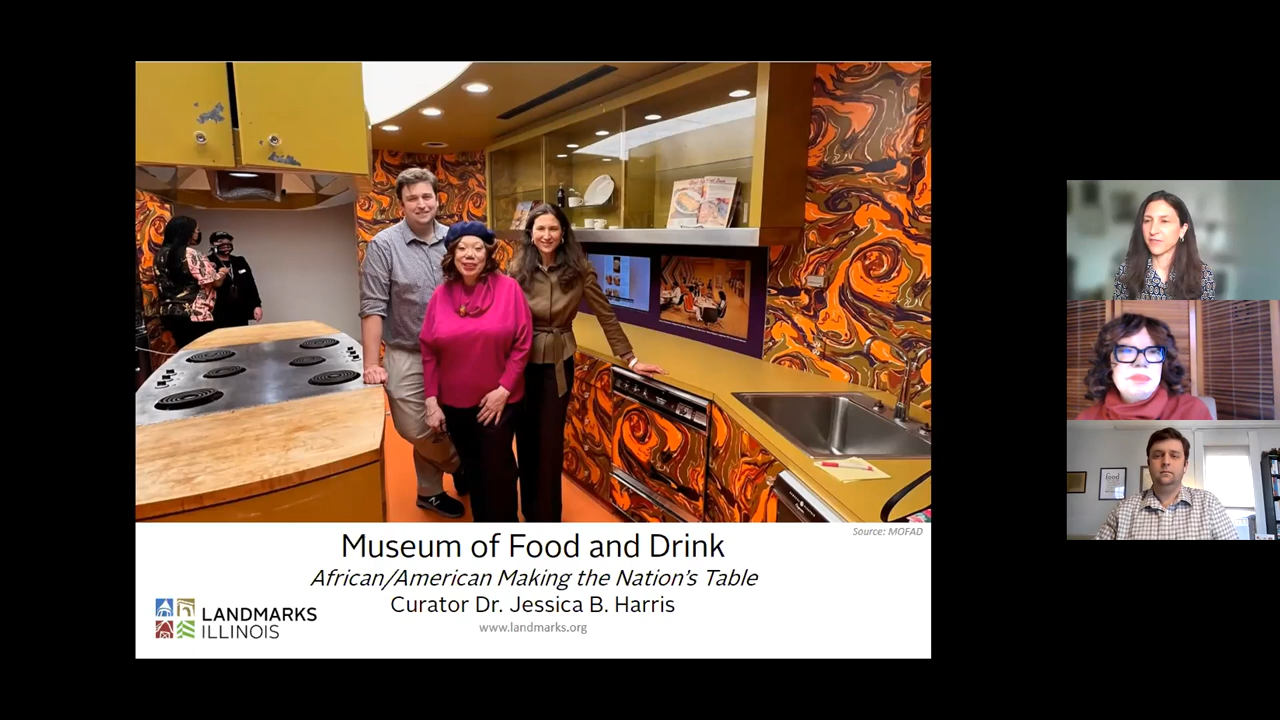 Source: MOFAD
Museum of Food and Drink
African/American Making the Nation's Table
Curator Dr. Jessica B. Harris
www.landmarks.org
LANDMARKS
ILLINOIS
food